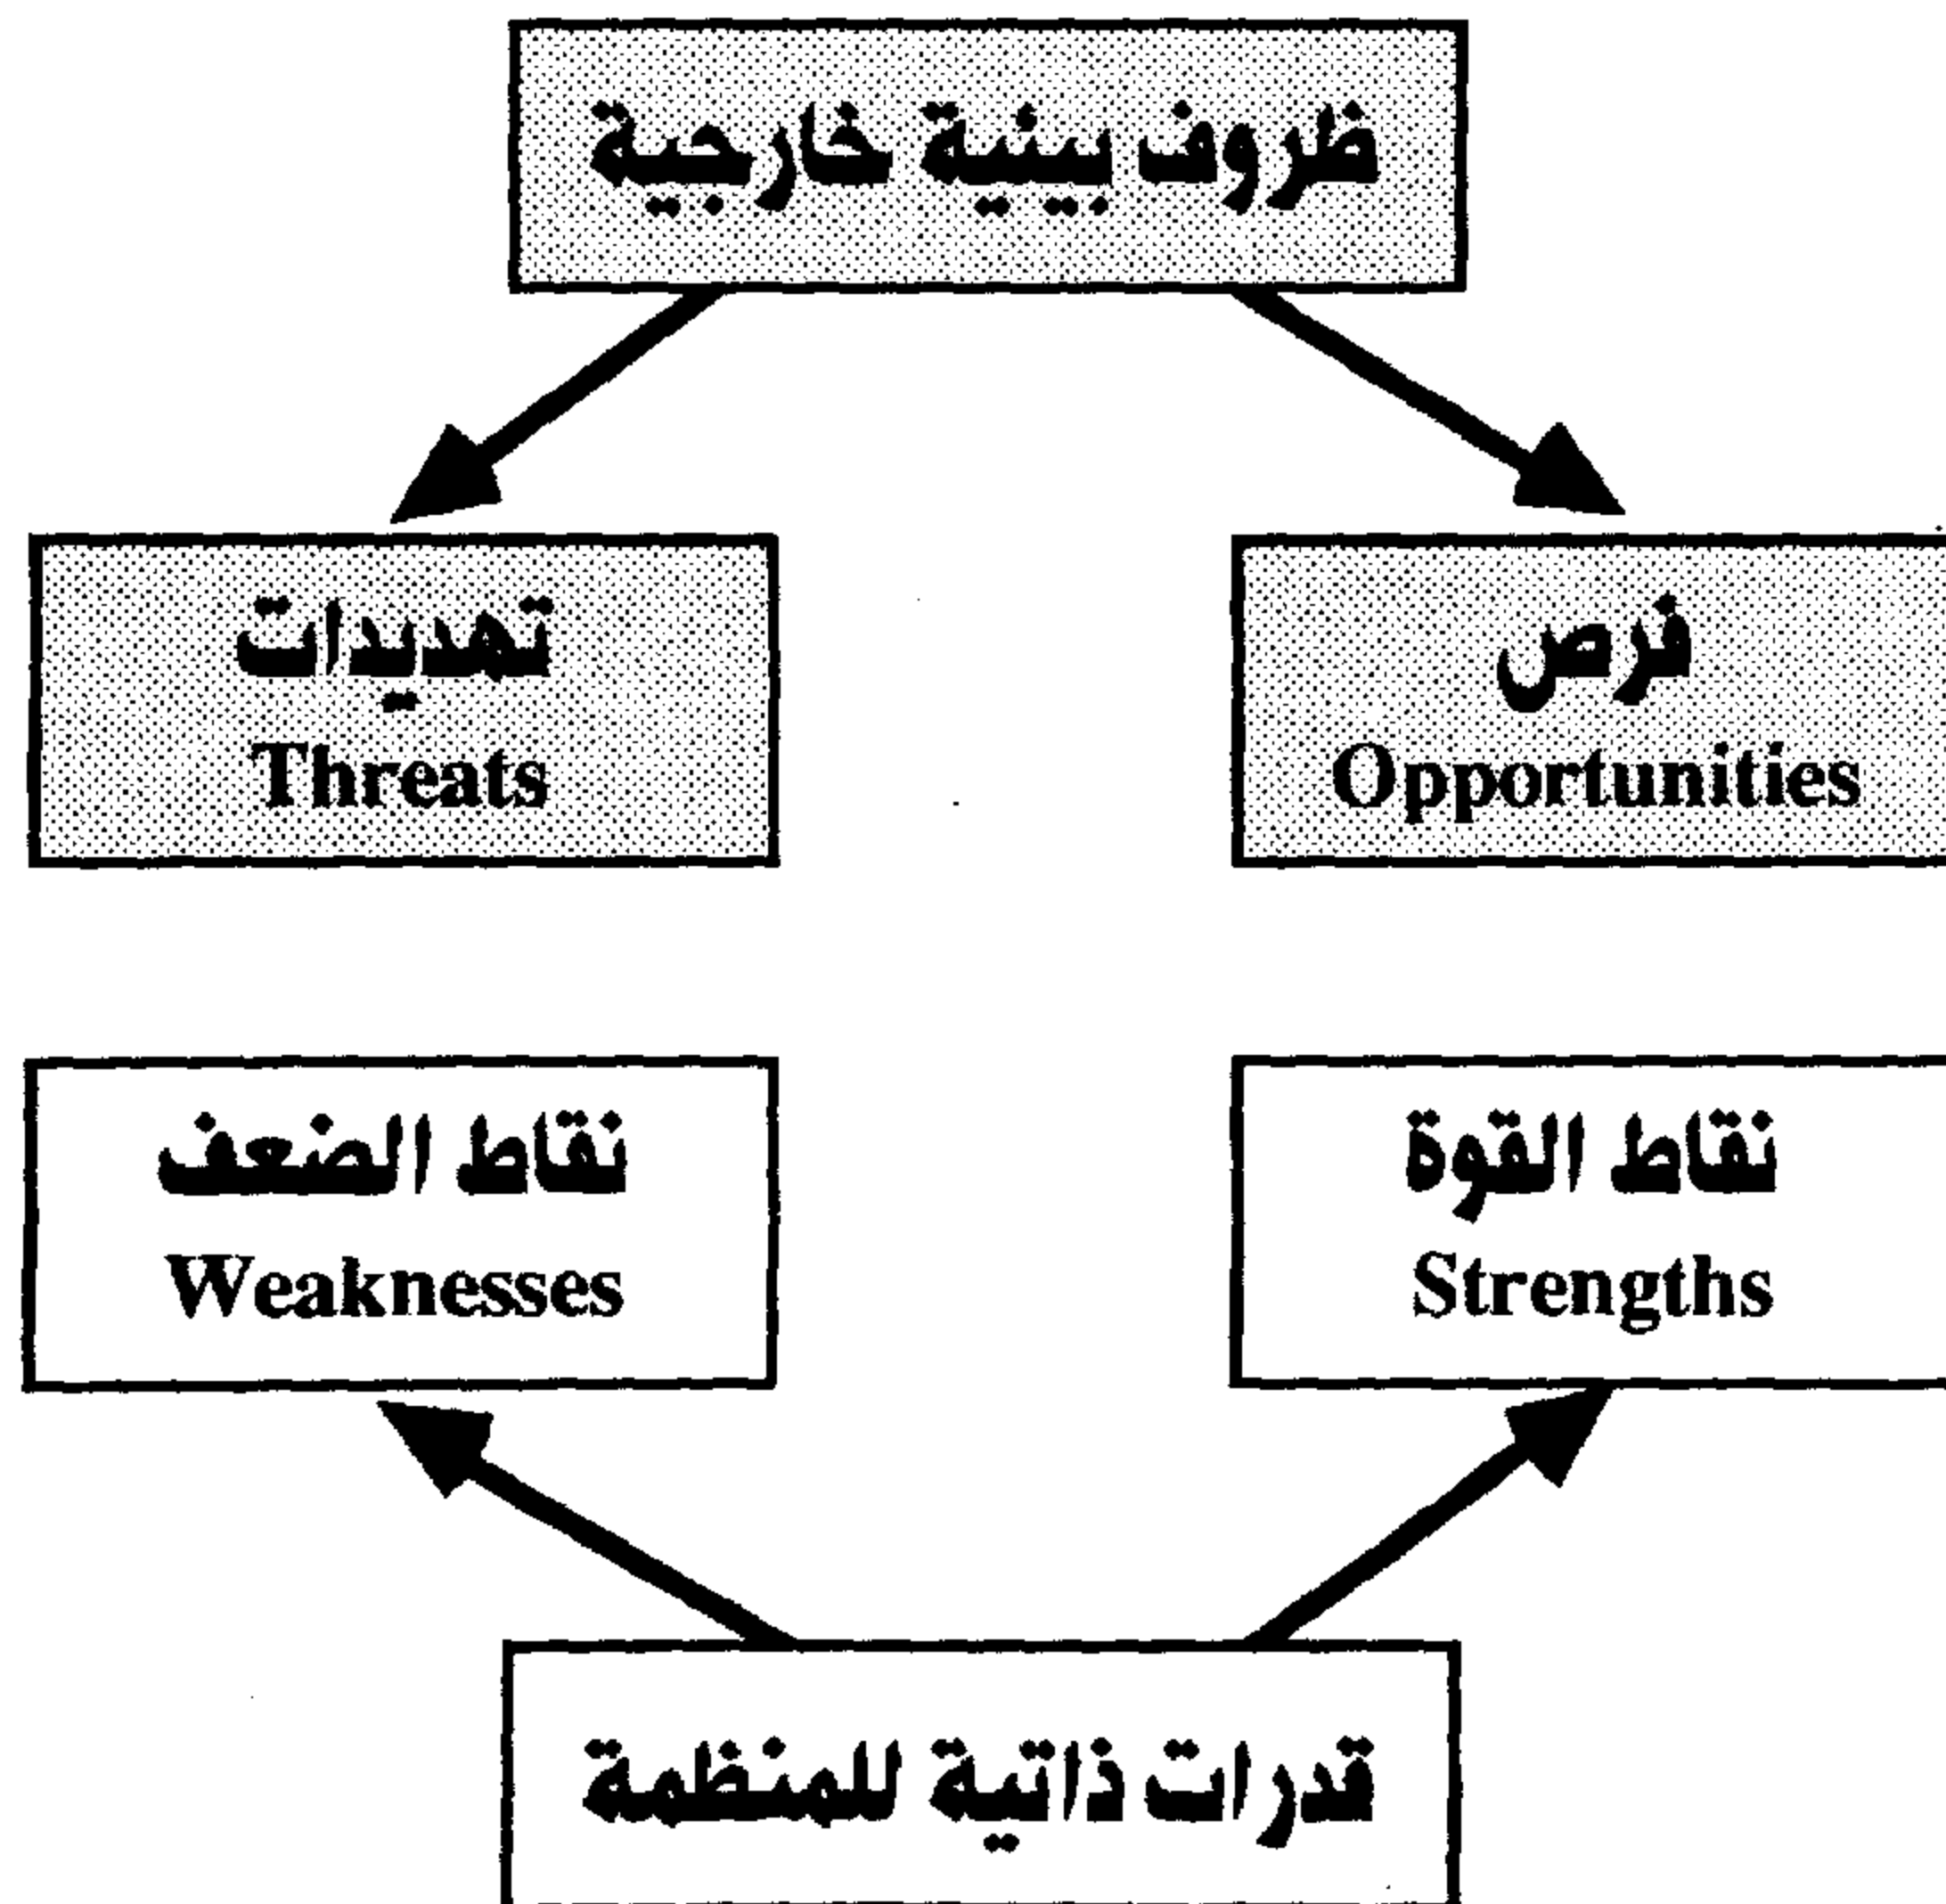 ظروف بيئية خارجية
فرص
Opportunities
تهديدات
Threats
نقاط القوة
Strengths
نقاط الضعف
Weaknesses
قدرات ذاتية للمنظمة